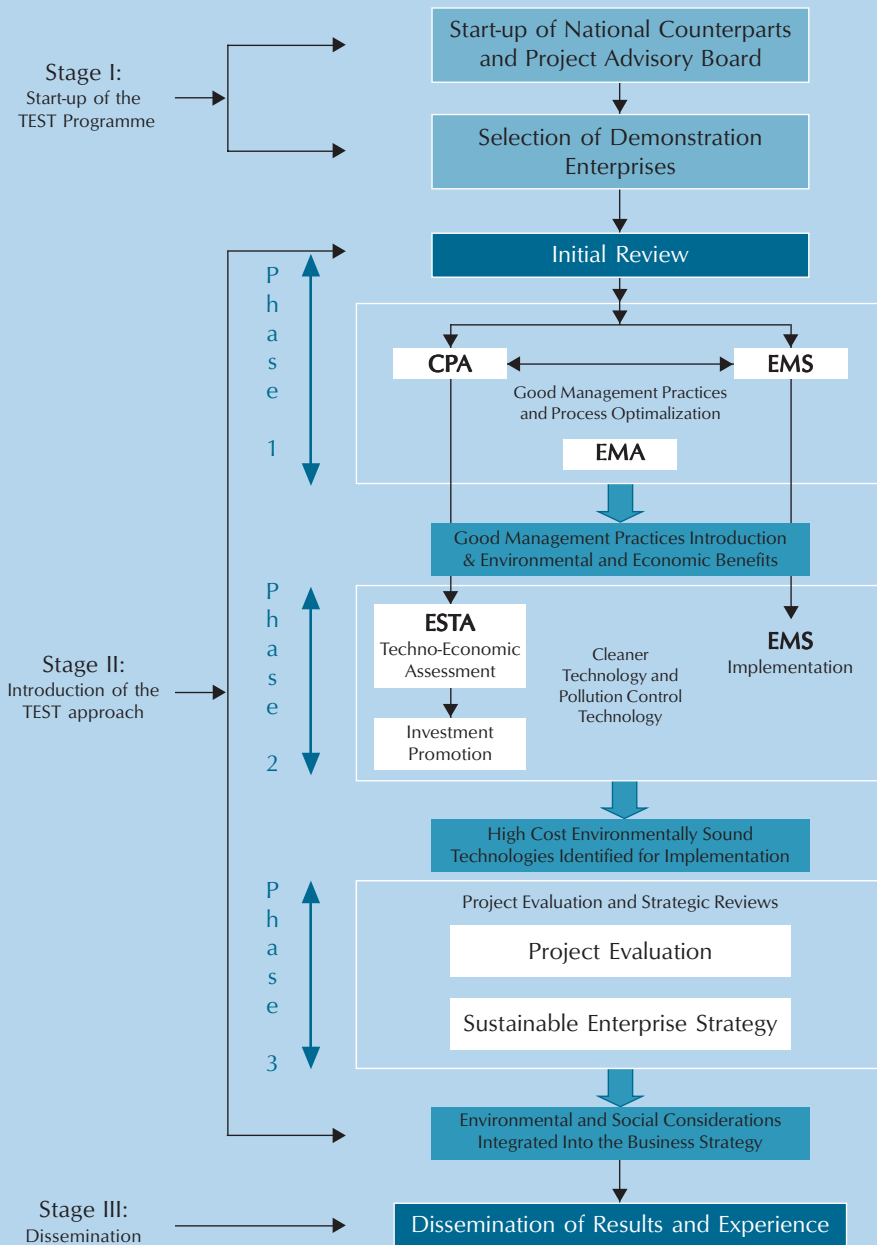 Stage I:
Start-up of the
TEST Programme
Start-up of National Counterparts
and Project Advisory Board
Selection of Demonstration
Enterprises
Initial Review
Phase 1
CPA
EMS
Good Management Practices
and Process Optimalization
EMA
Good Management Practices Introduction
& Environmental and Economic Benefits
Stage II:
Introduction of the
TEST approach
Phase 2
ESTA
Techno-Economic
Assessment
Investment
Promotion
Cleaner
Technology and
Pollution Control
Technology
EMS
Implementation
High Cost Environmentally Sound
Technologies Identified for Implementation
Phase 3
Project Evaluation and Strategic Reviews
Project Evaluation
Sustainable Enterprise Strategy
Environmental and Social Considerations
Integrated Into the Business Strategy
Stage III:
Dissemination
Dissemination of Results and Experience